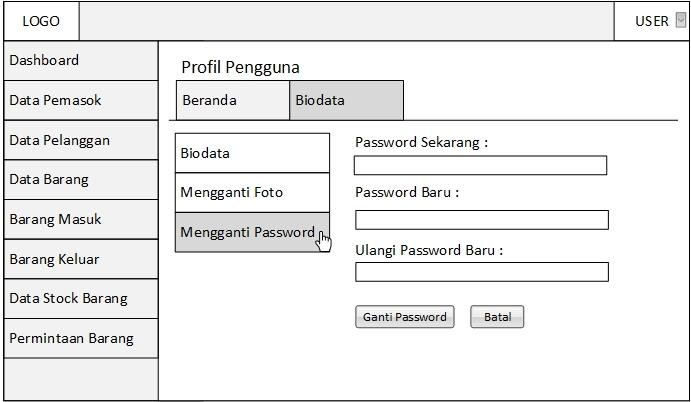 LOGO
USER
Dashboard
Data Pemasok
Data Pelanggan
Data Barang
Barang Masuk
Barang Keluar
Data Stock Barang
Permintaan Barang
Profil Pengguna
Beranda
Biodata
Biodata
Mengganti Foto
Mengganti Password
Password Sekarang :
Password Baru :
Ulangi Password Baru :
Ganti Password
Batal